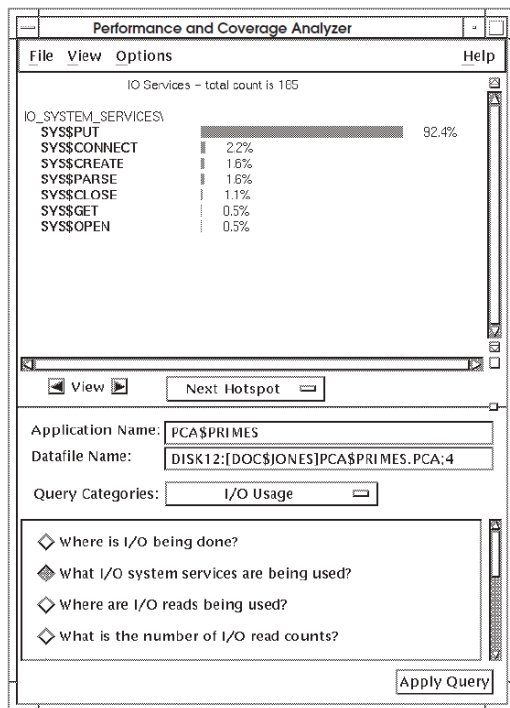 Performance and Coverage Analyzer
File View Options Help
IO Services - total count is 185
IO_SYSTEM_SERVICES\
SYS$PUT 92.4%
SYS$CONNECT 2.2%
SYS$CREATE 1.6%
SYS$PARSE 1.6%
SYS$CLOSE 1.1%
SYS$GET 0.5%
SYS$OPEN 0.5%
View Next Hotspot
Application Name: PCA$PRIMES
Datafile Name: DISK12:[DOC$JONES]PCA$PRIMES.PCA;4
Query Categories: I/O Usage
Where is I/O being done?
What I/O system services are being used?
Where are I/O reads being used?
What is the number of I/O read counts?
Apply Query